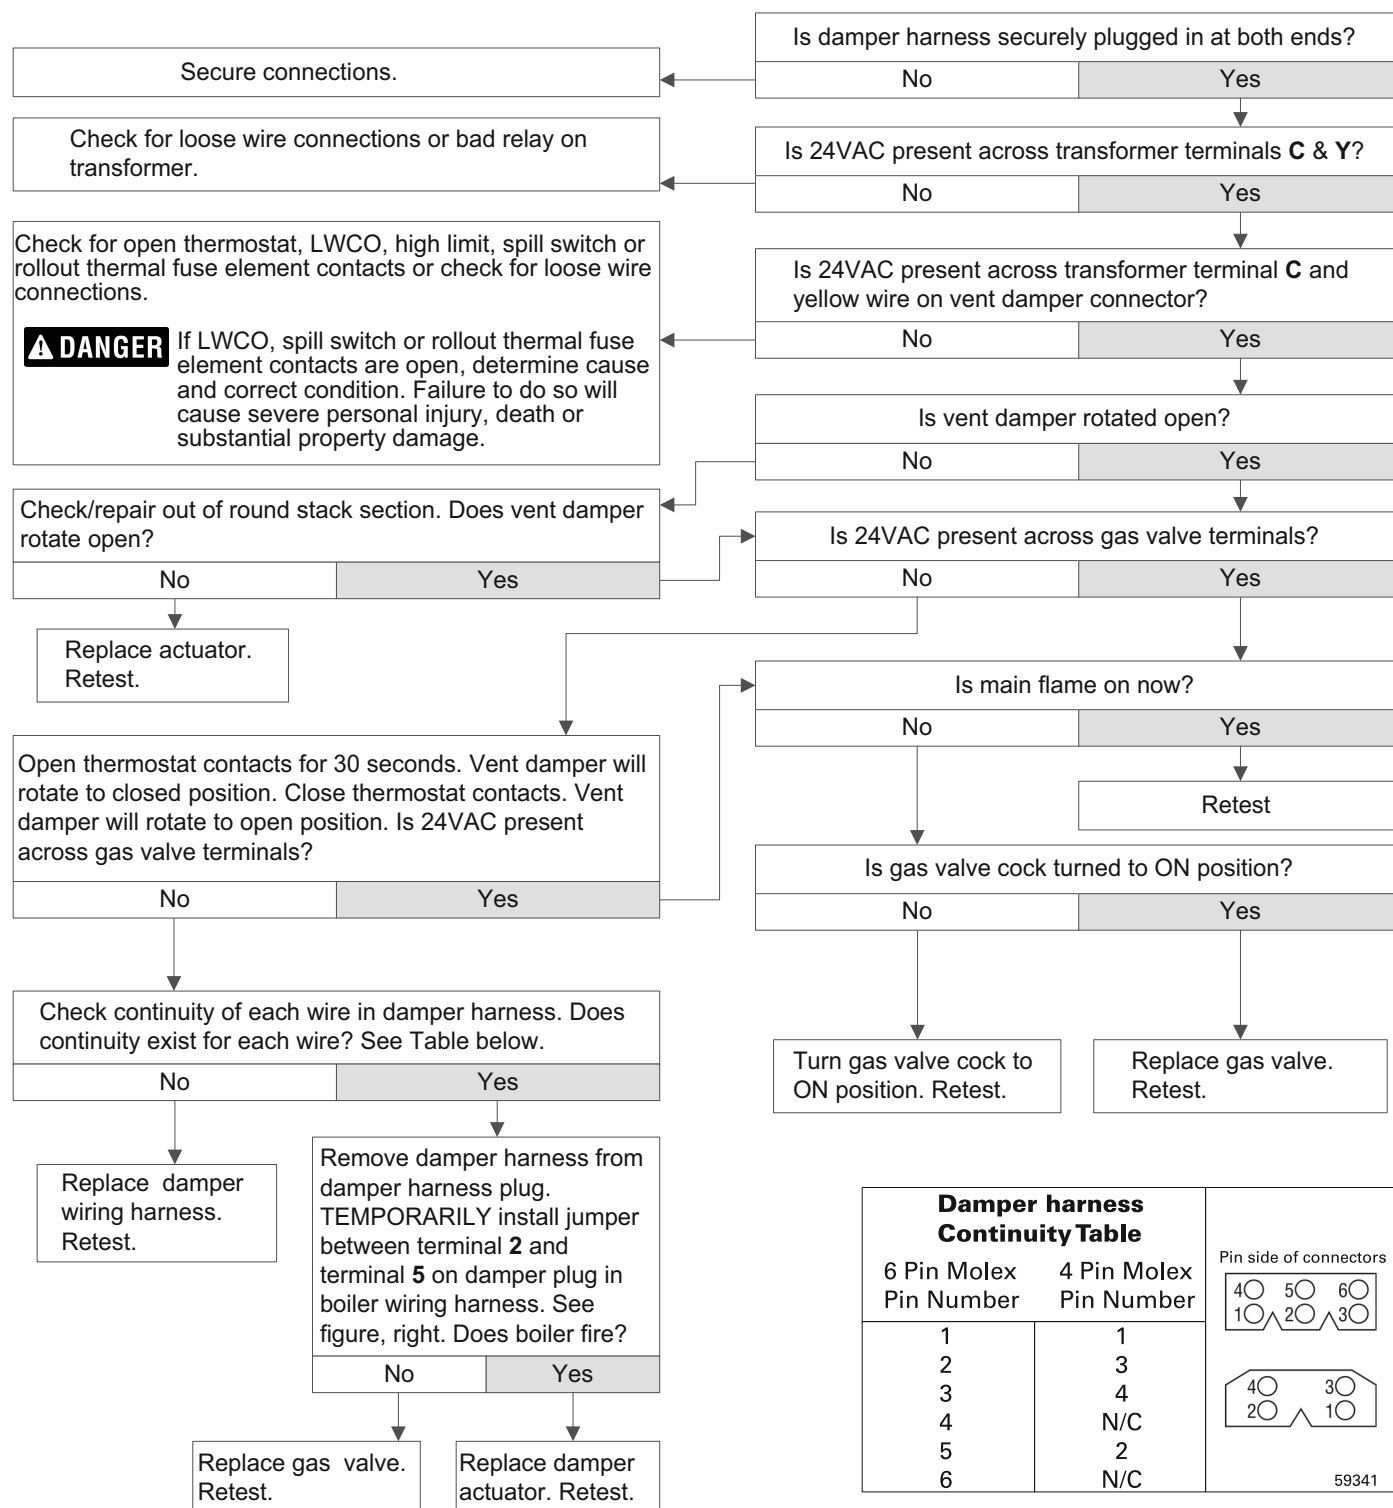 Is damper harness securely plugged in at both ends?
No Yes
Secure connections.
Is 24VAC present across transformer terminals C & Y?
No Yes
Check for loose wire connections or bad relay on
transformer.
Is 24VAC present across transformer terminal C and
yellow wire on vent damper connector?
No Yes
Check for open thermostat, LWCO, high limit, spill switch or
rollout thermal fuse element contacts or check for loose wire
connections.
DANGER If LWCO, spill switch or rollout thermal fuse
element contacts are open, determine cause
and correct condition. Failure to do so will
cause severe personal injury, death or
substantial property damage.
Is vent damper rotated open?
No Yes
Check/repair out of round stack section. Does vent damper
rotate open?
No Yes
Replace actuator.
Retest.
Is 24VAC present across gas valve terminals?
No Yes
Is main flame on now?
No Yes
Retest
Open thermostat contacts for 30 seconds. Vent damper will
rotate to closed position. Close thermostat contacts. Vent
damper will rotate to open position. Is 24VAC present
across gas valve terminals?
No Yes
Is gas valve cock turned to ON position?
No Yes
Turn gas valve cock to
ON position. Retest.
Replace gas valve.
Retest.
Check continuity of each wire in damper harness. Does
continuity exist for each wire? See Table below.
No Yes
Replace damper
wiring harness.
Retest.
Remove damper harness from
damper harness plug.
TEMPORARILY install jumper
between terminal 2 and
terminal 5 on damper plug in
boiler wiring harness. See
figure, right. Does boiler fire?
No Yes
Replace gas valve.
Retest.
Replace damper
actuator. Retest.
Damper harness
Continuity Table
6 Pin Molex 4 Pin Molex
Pin Number Pin Number
1 1
2 3
3 4
4 N/C
5 2
6 N/C
Pin side of connectors
4 5 6
1 2 3
4 3
2 1
59341